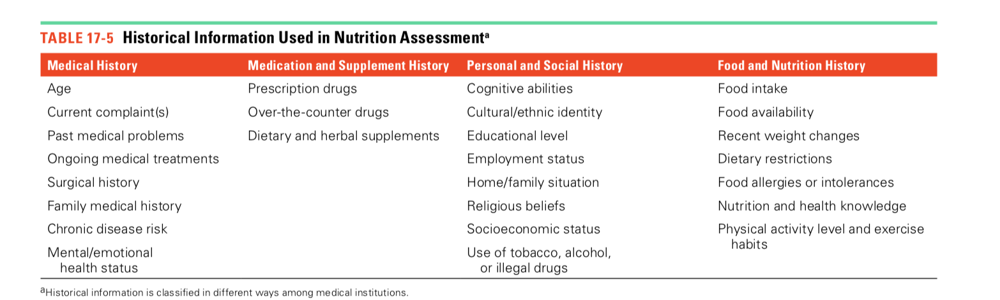 TABLE 17-5 Historical Information Used in Nutrition Assessmentᵃ
Medical History Medication and Supplement History Personal and Social History Food and Nutrition History
Age Prescription drugs Cognitive abilities Food intake
Current complaint(s) Over-the-counter drugs Cultural/ethnic identity Food availability
Past medical problems Dietary and herbal supplements Educational level Recent weight changes
Ongoing medical treatments Employment status Dietary restrictions
Surgical history Home/family situation Food allergies or intolerances
Family medical history Religious beliefs Nutrition and health knowledge
Chronic disease risk Socioeconomic status Physical activity level and exercise
habits
Mental/emotional Use of tobacco, alcohol,
health status or illegal drugs
ᵃHistorical information is classified in different ways among medical institutions.